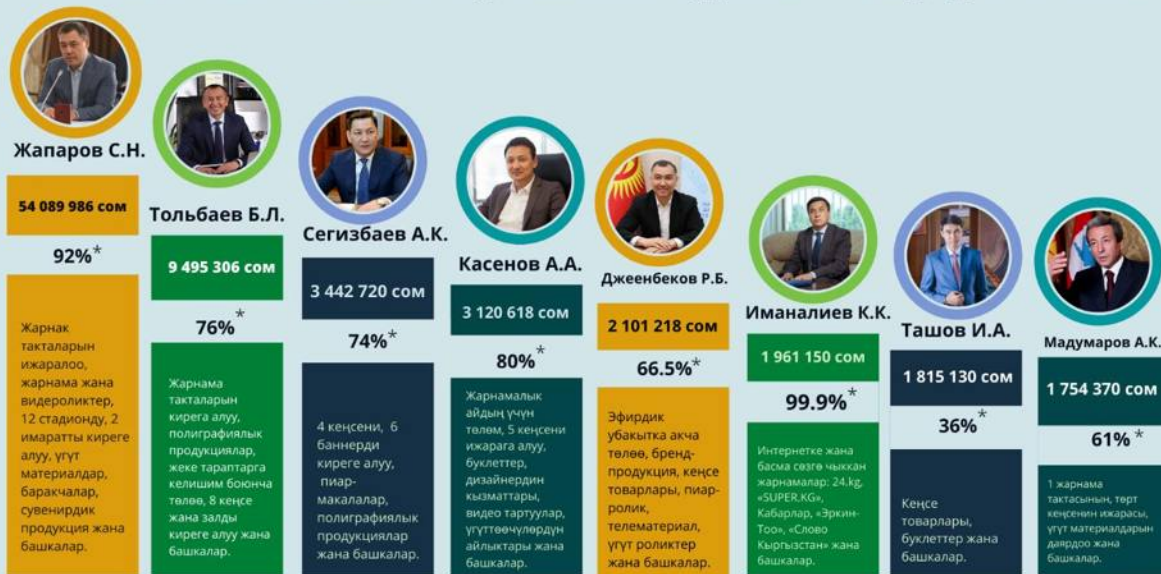 Жапаров С.Н.
54 089 986 сом
92%*
Жарнак
такталарын
ижаралоо,
жарнама жана
видероликтер,
12 стадионду, 2
имаратты киреге
алуу, үгүт
материалдар,
баракчалар,
сувенирдик
продукция жана
башкалар.
Тольбаев Б.Л.
9 495 306 сом
76%*
Жарнама
такталарын
кирега алуу,
полиграфиялык
продукциялар,
жеке тараптарга
келишим боюнча
төлөө, 8 кеңсе
жана залды
киреге алуу жана
башкалар.
Сегизбаев А.К.
3 442 720 сом
74%*
4 кеңсени, 6
баннерди
киреге алуу,
пиар-
макалалар,
полиграфиялык
продукциялар
жана башкалар.
Касенов А.А.
3 120 618 сом
80%*
Жарнамалык
айдың үчүн
төлөм, 5 кеңсени
ижарага алуу,
буклеттер,
дизайнердин
кызматтары,
видео тартуулар,
үгүттөөчүлөрдүн
айлыктары жана
башкалар.
Джеенбеков Р.Б.
2 101 218 сом
66.5%*
Эфирдик
убакытка акча
төлөө, бренд-
продукция, кеңсе
товарлары, пиар-
ролик,
телематериал,
үгүт роликтер
жана башкалар.
Иманалиев К.К.
1 961 150 сом
99.9%*
Интернетке жана
басма сөзгө чыккан
жарнамалар: 24.kg,
«SUPER.KG»,
Кабарлар, «Эркин-
Тоо», «Слово
Кыргызстан» жана
башкалар.
Ташов И.А.
1 815 130 сом
36%*
Кеңсе
товарлары,
буклеттер жана
башкалар.
Мадумаров А.К.
1 754 370 сом
61% *
1 жарнама
тактасынын, төрт
кеңсенин ижарасы,
үгүт материалдарын
даярдоо жана
башкалар.